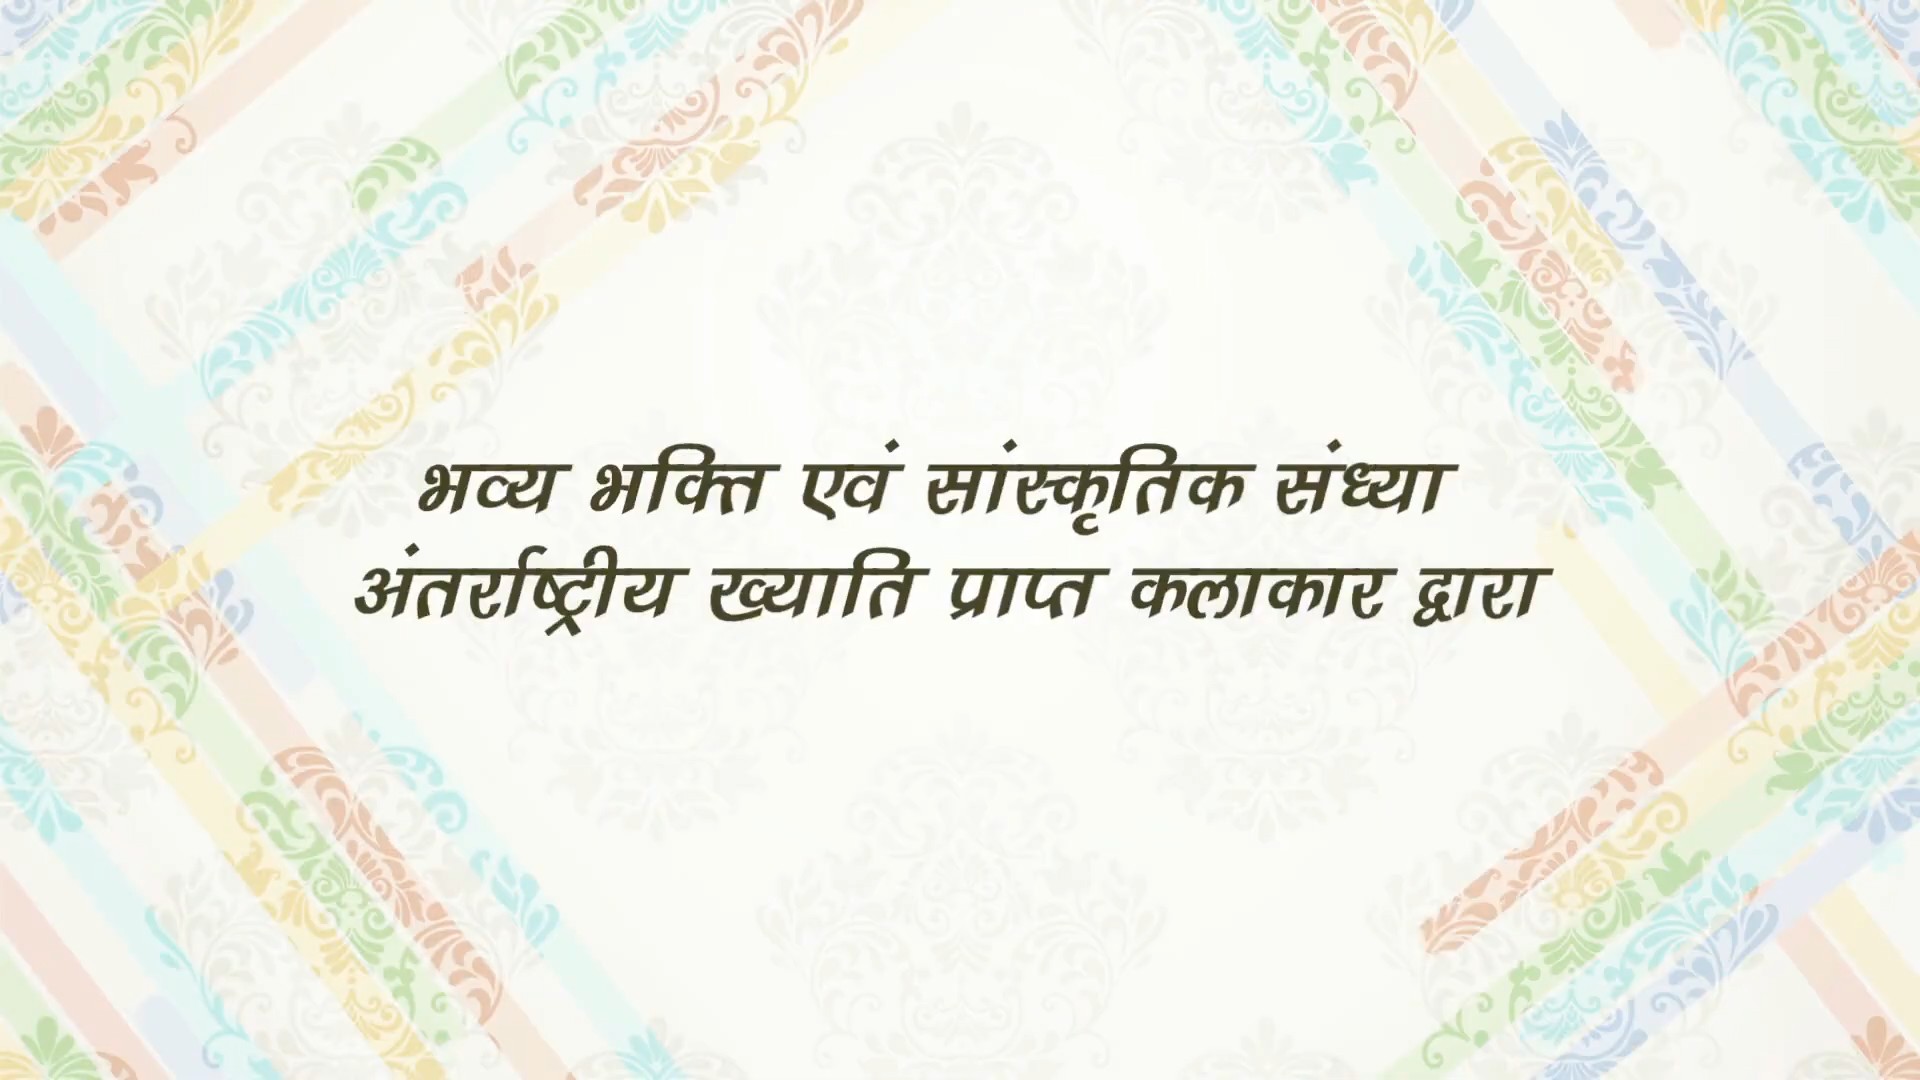 भव्य भक्ति एवं सांस्कृतिक संध्या
अंतर्राष्ट्रीय ख्याति प्राप्त कलाकार द्वारा